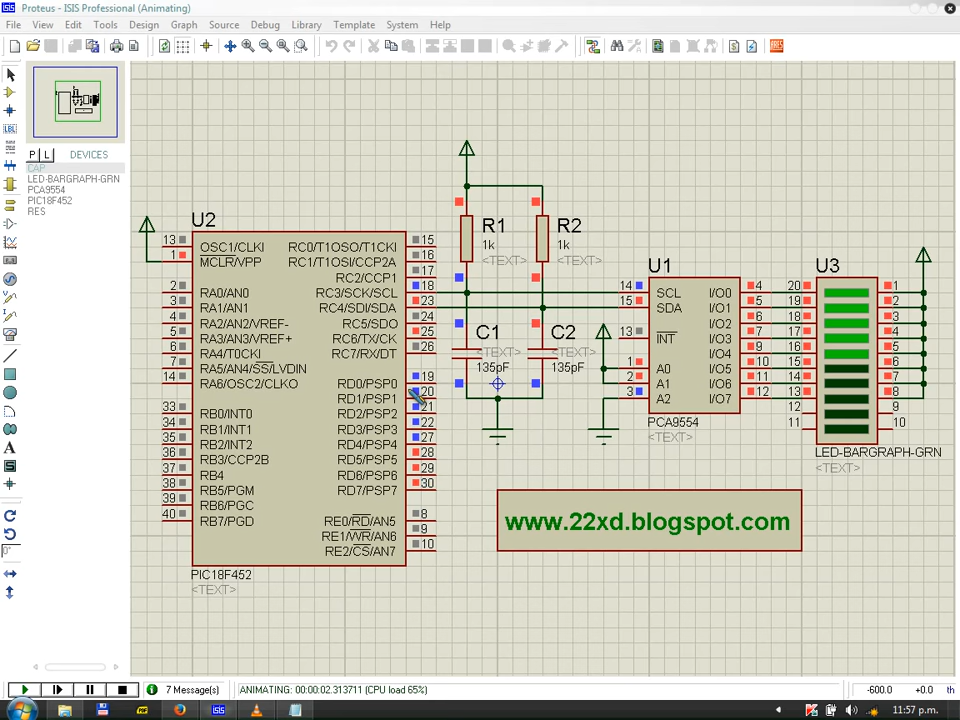 Proteus - ISIS Professional (Animating)
File View Edit Tools Design Graph Source Debug Library Template System Help
P L DEVICES
CAP
LED-BARGRAPH-GRN
PCA9554
PIC18F452
RES
LBL
A
0°
U2
13 OSC1/CLKI
1 MCLR/VPP
2 RA0/AN0
3 RA1/AN1
4 RA2/AN2/VREF-
5 RA3/AN3/VREF+
6 RA4/T0CKI
7 RA5/AN4/SS/LVDIN
14 RA6/OSC2/CLKO
33 RB0/INT0
34 RB1/INT1
35 RB2/INT2
36 RB3/CCP2B
37 RB4
38 RB5/PGM
39 RB6/PGC
40 RB7/PGD
RC0/T1OSO/T1CKI 15
RC1/T1OSI/CCP2A 16
RC2/CCP1 17
RC3/SCK/SCL 18
RC4/SDI/SDA 23
RC5/SDO 24
RC6/TX/CK 25
RC7/RX/DT 26
RD0/PSP0 19
RD1/PSP1 20
RD2/PSP2 21
RD3/PSP3 22
RD4/PSP4 27
RD5/PSP5 28
RD6/PSP6 29
RD7/PSP7 30
RE0/RD/AN5 8
RE1/WR/AN6 9
RE2/CS/AN7 10
PIC18F452
<TEXT>
R1
1k
<TEXT>
R2
1k
<TEXT>
C1
<TEXT>
135pF
C2
<TEXT>
135pF
U1
14 SCL
15 SDA
13 INT
1 A0
2 A1
3 A2
I/O0 4
I/O1 5
I/O2 6
I/O3 7
I/O4 9
I/O5 10
I/O6 11
I/O7 12
PCA9554
<TEXT>
U3
20 1
19 2
18 3
17 4
16 5
15 6
14 7
13 8
12 9
11 10
LED-BARGRAPH-GRN
<TEXT>
www.22xd.blogspot.com
7 Message(s) ANIMATING: 00:00:02.313711 (CPU load 65%) -600.0 +0.0 th
ISIS 11:57 p.m.